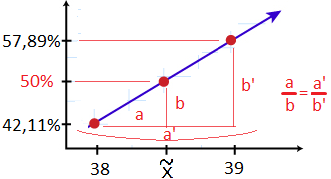 57,89%
50%
42,11%
a
b
b'
a'
a/b = a'/b'
38
x̃
39